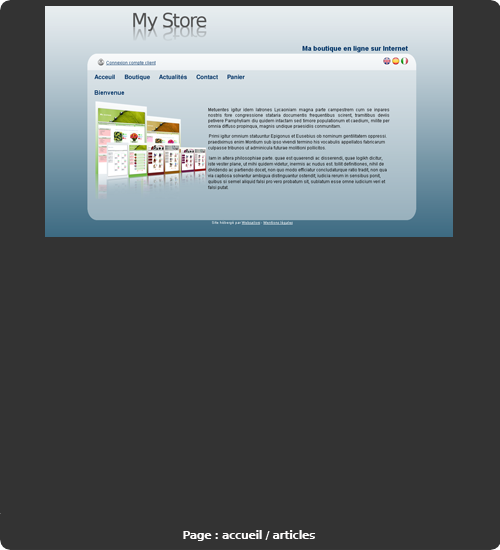 My Store
Ma boutique en ligne sur Internet
Connexion compte client
Acceuil Boutique Actualités Contact Panier
Bienvenue
Metuentes igitur idem latrones Lycaoniam magna parte campestrem cum se inpares
nostris fore congressione stataria documentis frequentibus scirent, tramitibus deviis
petivere Pamphyliam diu quidem intactam sed timore populationum et caedium, milite per
omnia diffuso propinqua, magnis undique praesidiis conmunitam.
Primi igitur omnium statuuntur Epigonus et Eusebius ob nominum gentilitatem oppressi.
praediximus enim Montium sub ipso vivendi termino his vocabulis appellatos fabricarum
culpasse tribunos ut adminicula futurae molitioni pollicitos.
Iam in altera philosophiae parte. quae est quaerendi ac disserendi, quae logikh dicitur,
iste vester plane, ut mihi quidem videtur, inermis ac nudus est. tollit definitiones, nihil de
dividendo ac partiendo docet, non quo modo efficiatur concludaturque ratio tradit, non qua
via captiosa solvantur ambigua distinguantur ostendit; iudicia rerum in sensibus ponit,
quibus si semel aliquid falsi pro vero probatum sit, sublatum esse omne iudicium veri et
falsi putat.
Site hébergé par
Mentions légales
Page : accueil / articles